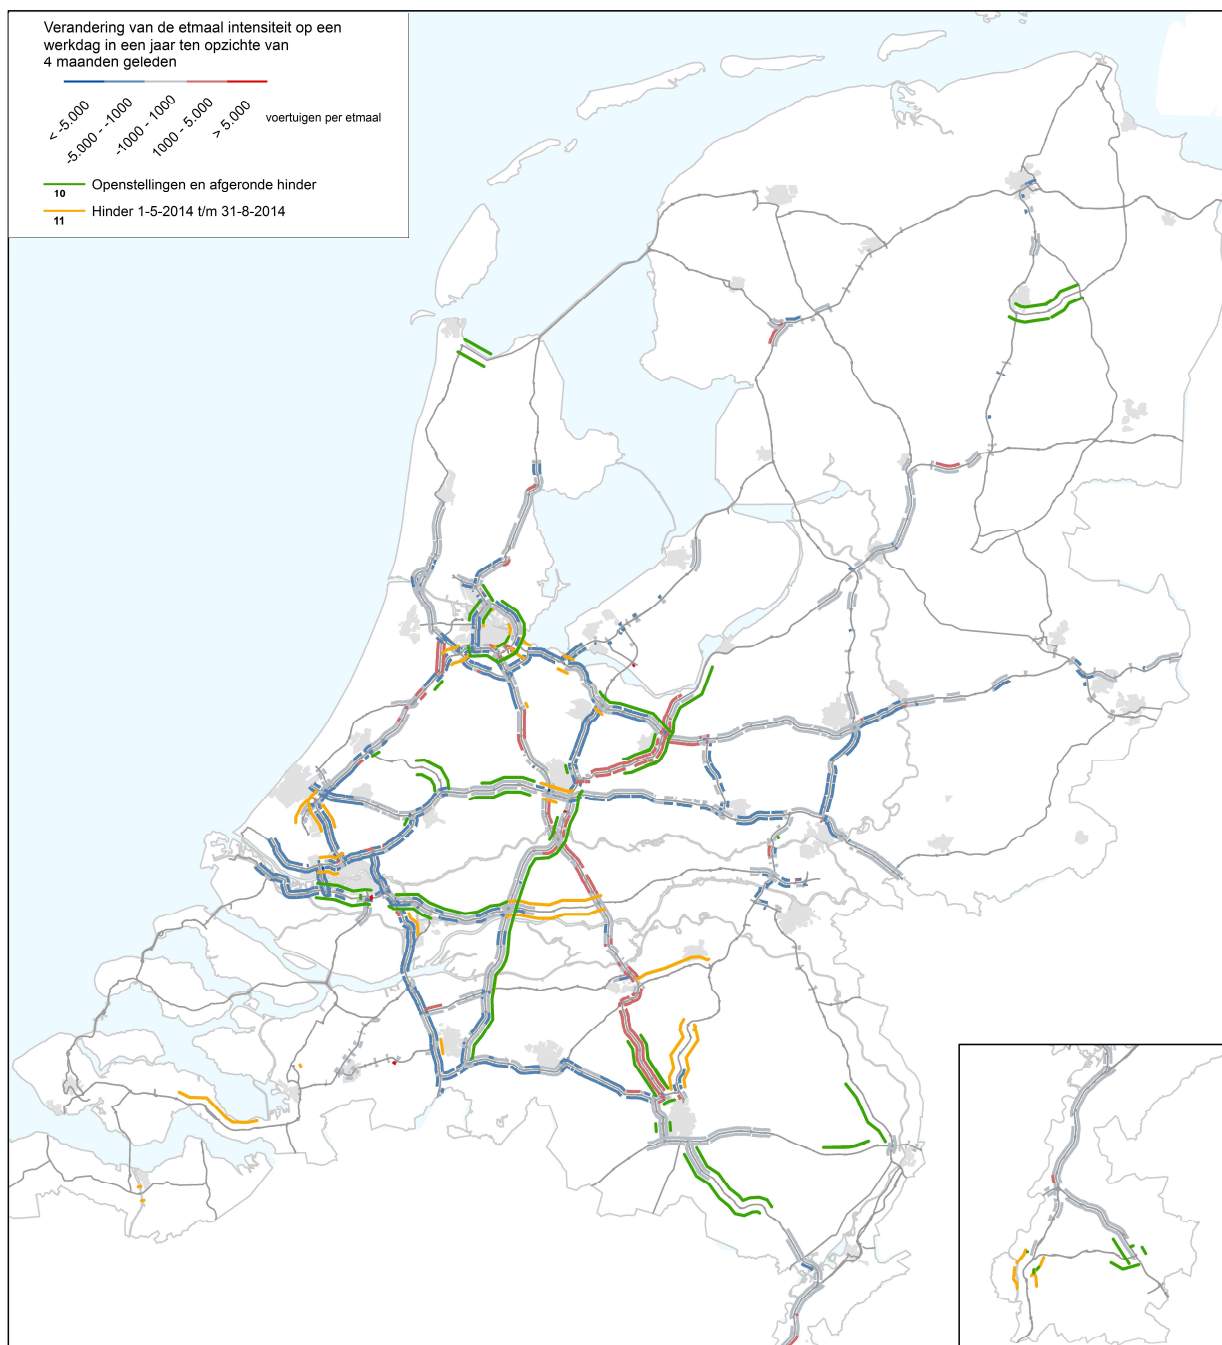 Verandering van de etmaal intensiteit op een
werkdag in een jaar ten opzichte van
4 maanden geleden
< -5.000
-5.000 - -1000
-1000 - 1000
1000 - 5.000
> 5.000
voertuigen per etmaal
10
Openstellingen en afgeronde hinder
11
Hinder 1-5-2014 t/m 31-8-2014